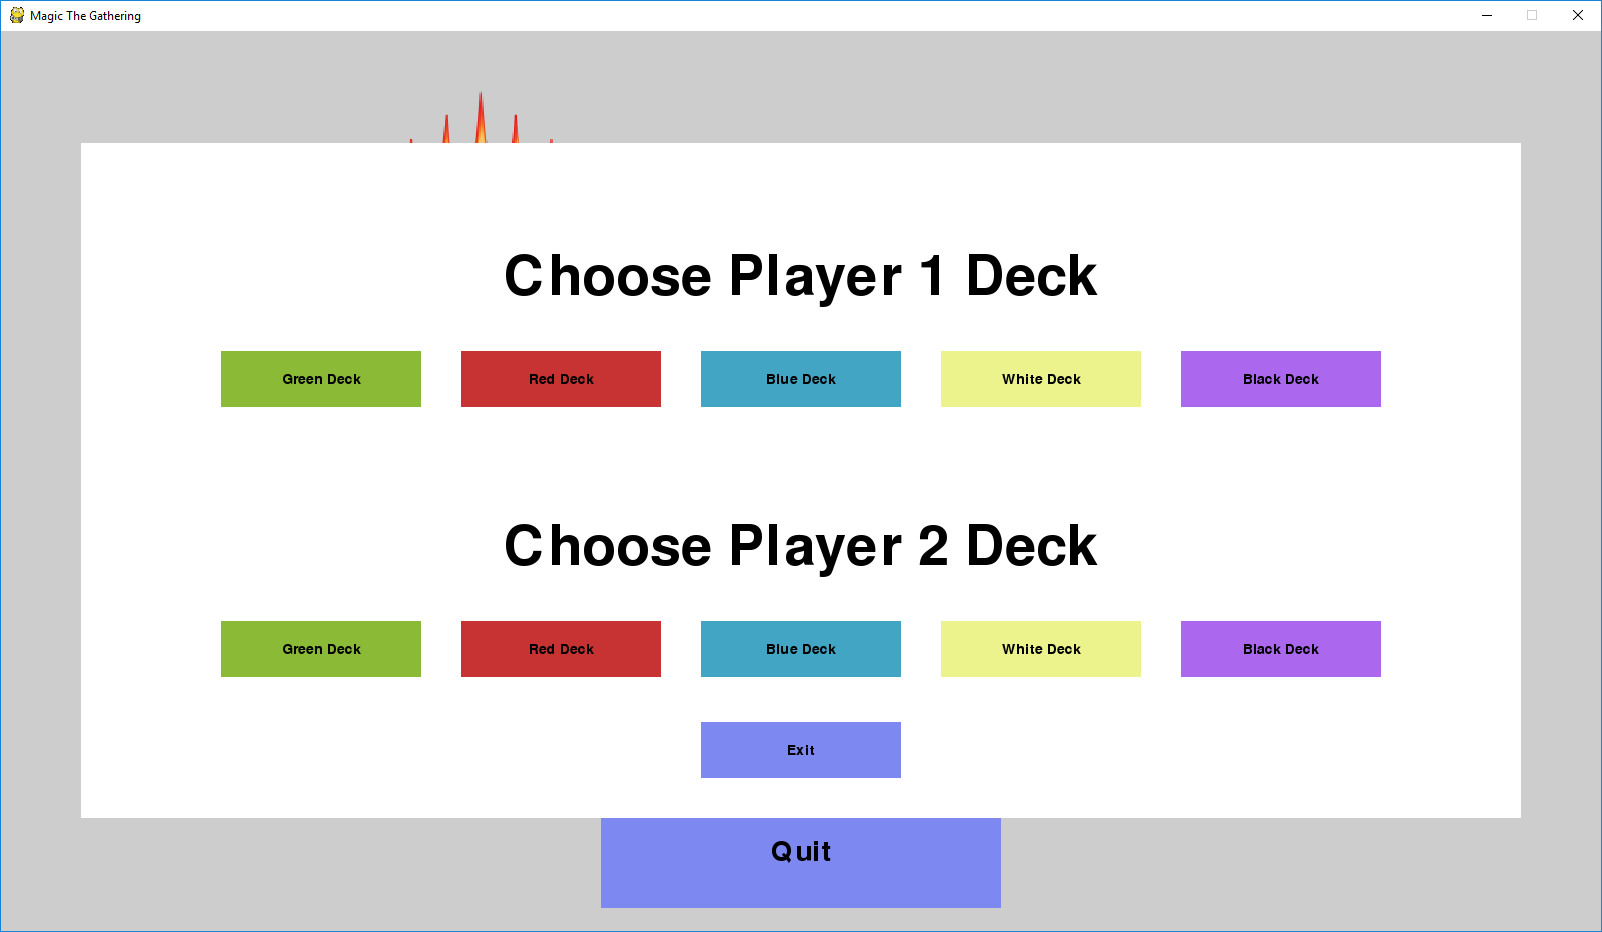 Magic The Gathering
Choose Player 1 Deck
Green Deck Red Deck Blue Deck White Deck Black Deck
Choose Player 2 Deck
Green Deck Red Deck Blue Deck White Deck Black Deck
Exit
Quit